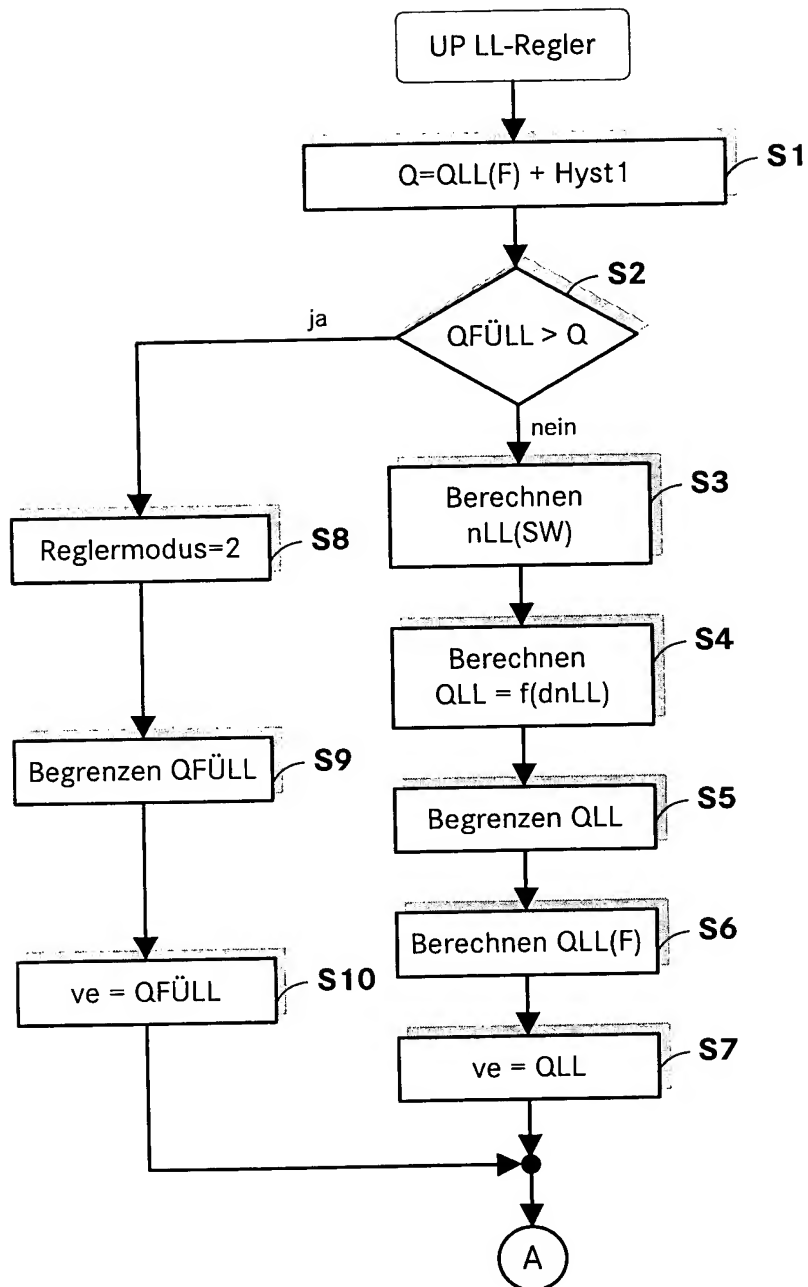 UP LL-Regler
Q=QLL(F) + Hyst1
S1
S2
QFÜLL > Q
ja
nein
Berechnen
nLL(SW)
S3
Reglermodus=2
S8
Berechnen
QLL = f(dnLL)
S4
Begrenzen QFÜLL
S9
Begrenzen QLL
S5
Berechnen QLL(F)
S6
ve = QFÜLL
S10
ve = QLL
S7
A